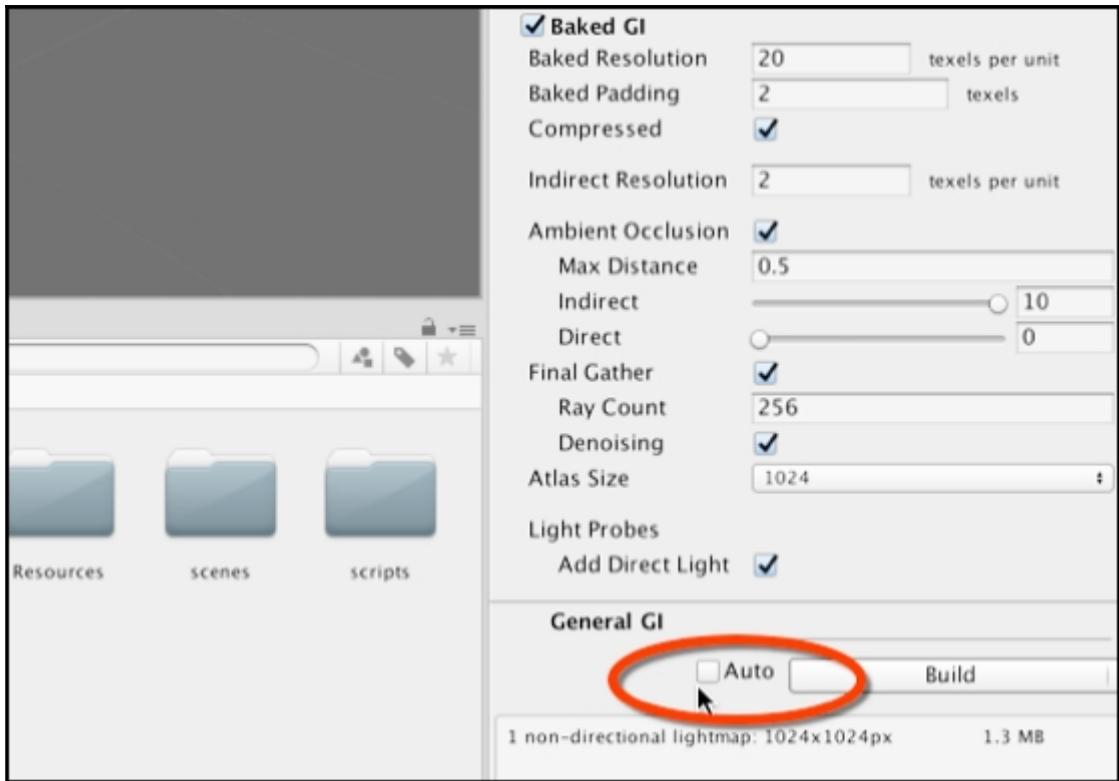 Baked GI
Baked Resolution 20 texels per unit
Baked Padding 2 texels
Compressed
Indirect Resolution 2 texels per unit
Ambient Occlusion
Max Distance 0.5
Indirect 10
Direct 0
Final Gather
Ray Count 256
Denoising
Atlas Size 1024
Light Probes
Add Direct Light
General GI
Auto Build
1 non-directional lightmap: 1024x1024px 1.3 MB
Resources scenes scripts